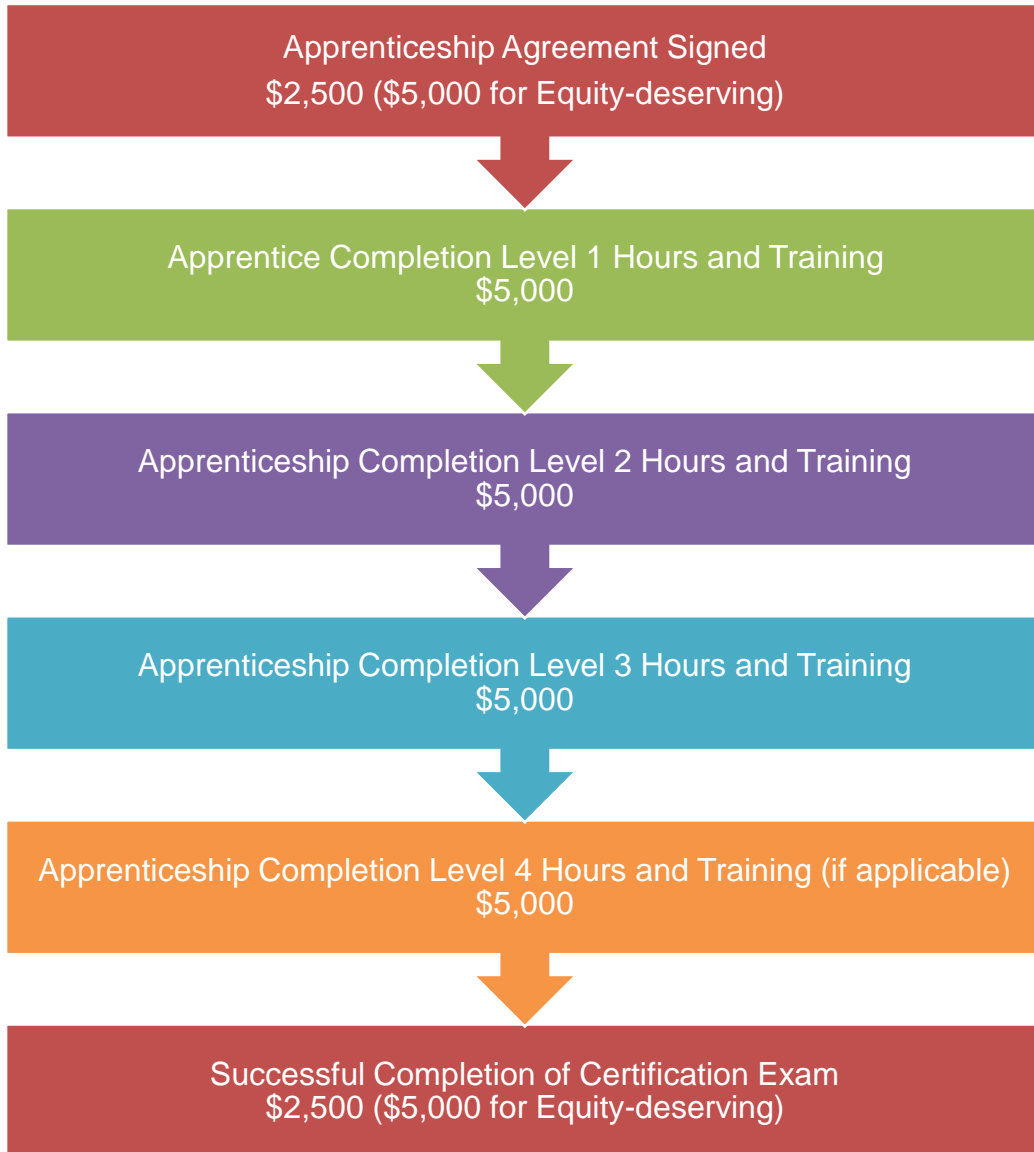 Apprenticeship Agreement Signed
$2,500 ($5,000 for Equity-deserving)
Apprentice Completion Level 1 Hours and Training
$5,000
Apprenticeship Completion Level 2 Hours and Training
$5,000
Apprenticeship Completion Level 3 Hours and Training
$5,000
Apprenticeship Completion Level 4 Hours and Training (if applicable)
$5,000
Successful Completion of Certification Exam
$2,500 ($5,000 for Equity-deserving)